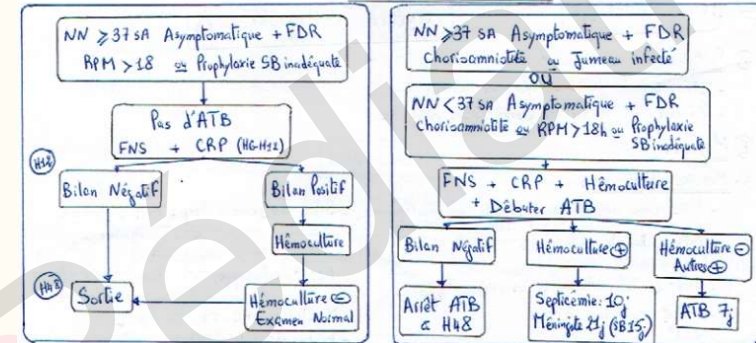 NN ⩾ 37 SA Asymptomatique + FDR
RPM > 18 ou Prophylaxie SB inadéquate
Pas d'ATB
FNS + CRP (H6-H12)
H12
Bilan Négatif
Bilan Positif
Hémoculture
H48
Sortie
Hémoculture ⊖
Examen Normal
NN ⩾37 SA Asymptomatique + FDR
Chorioamniotite ou Jumeau infecté
OU
NN < 37 SA Asymptomatique + FDR
Chorioamniotite ou RPM > 18h ou Prophylaxie
SB inadéquate
FNS + CRP + Hémoculture
+ Débuter ATB
Bilan Négatif
Hémoculture ⊕
Hémoculture ⊖
Autres ⊕
Arrêt ATB
à H48
Septicémie: 10j
Méningite 21j (SB 15j)
ATB 7j
Pédiat